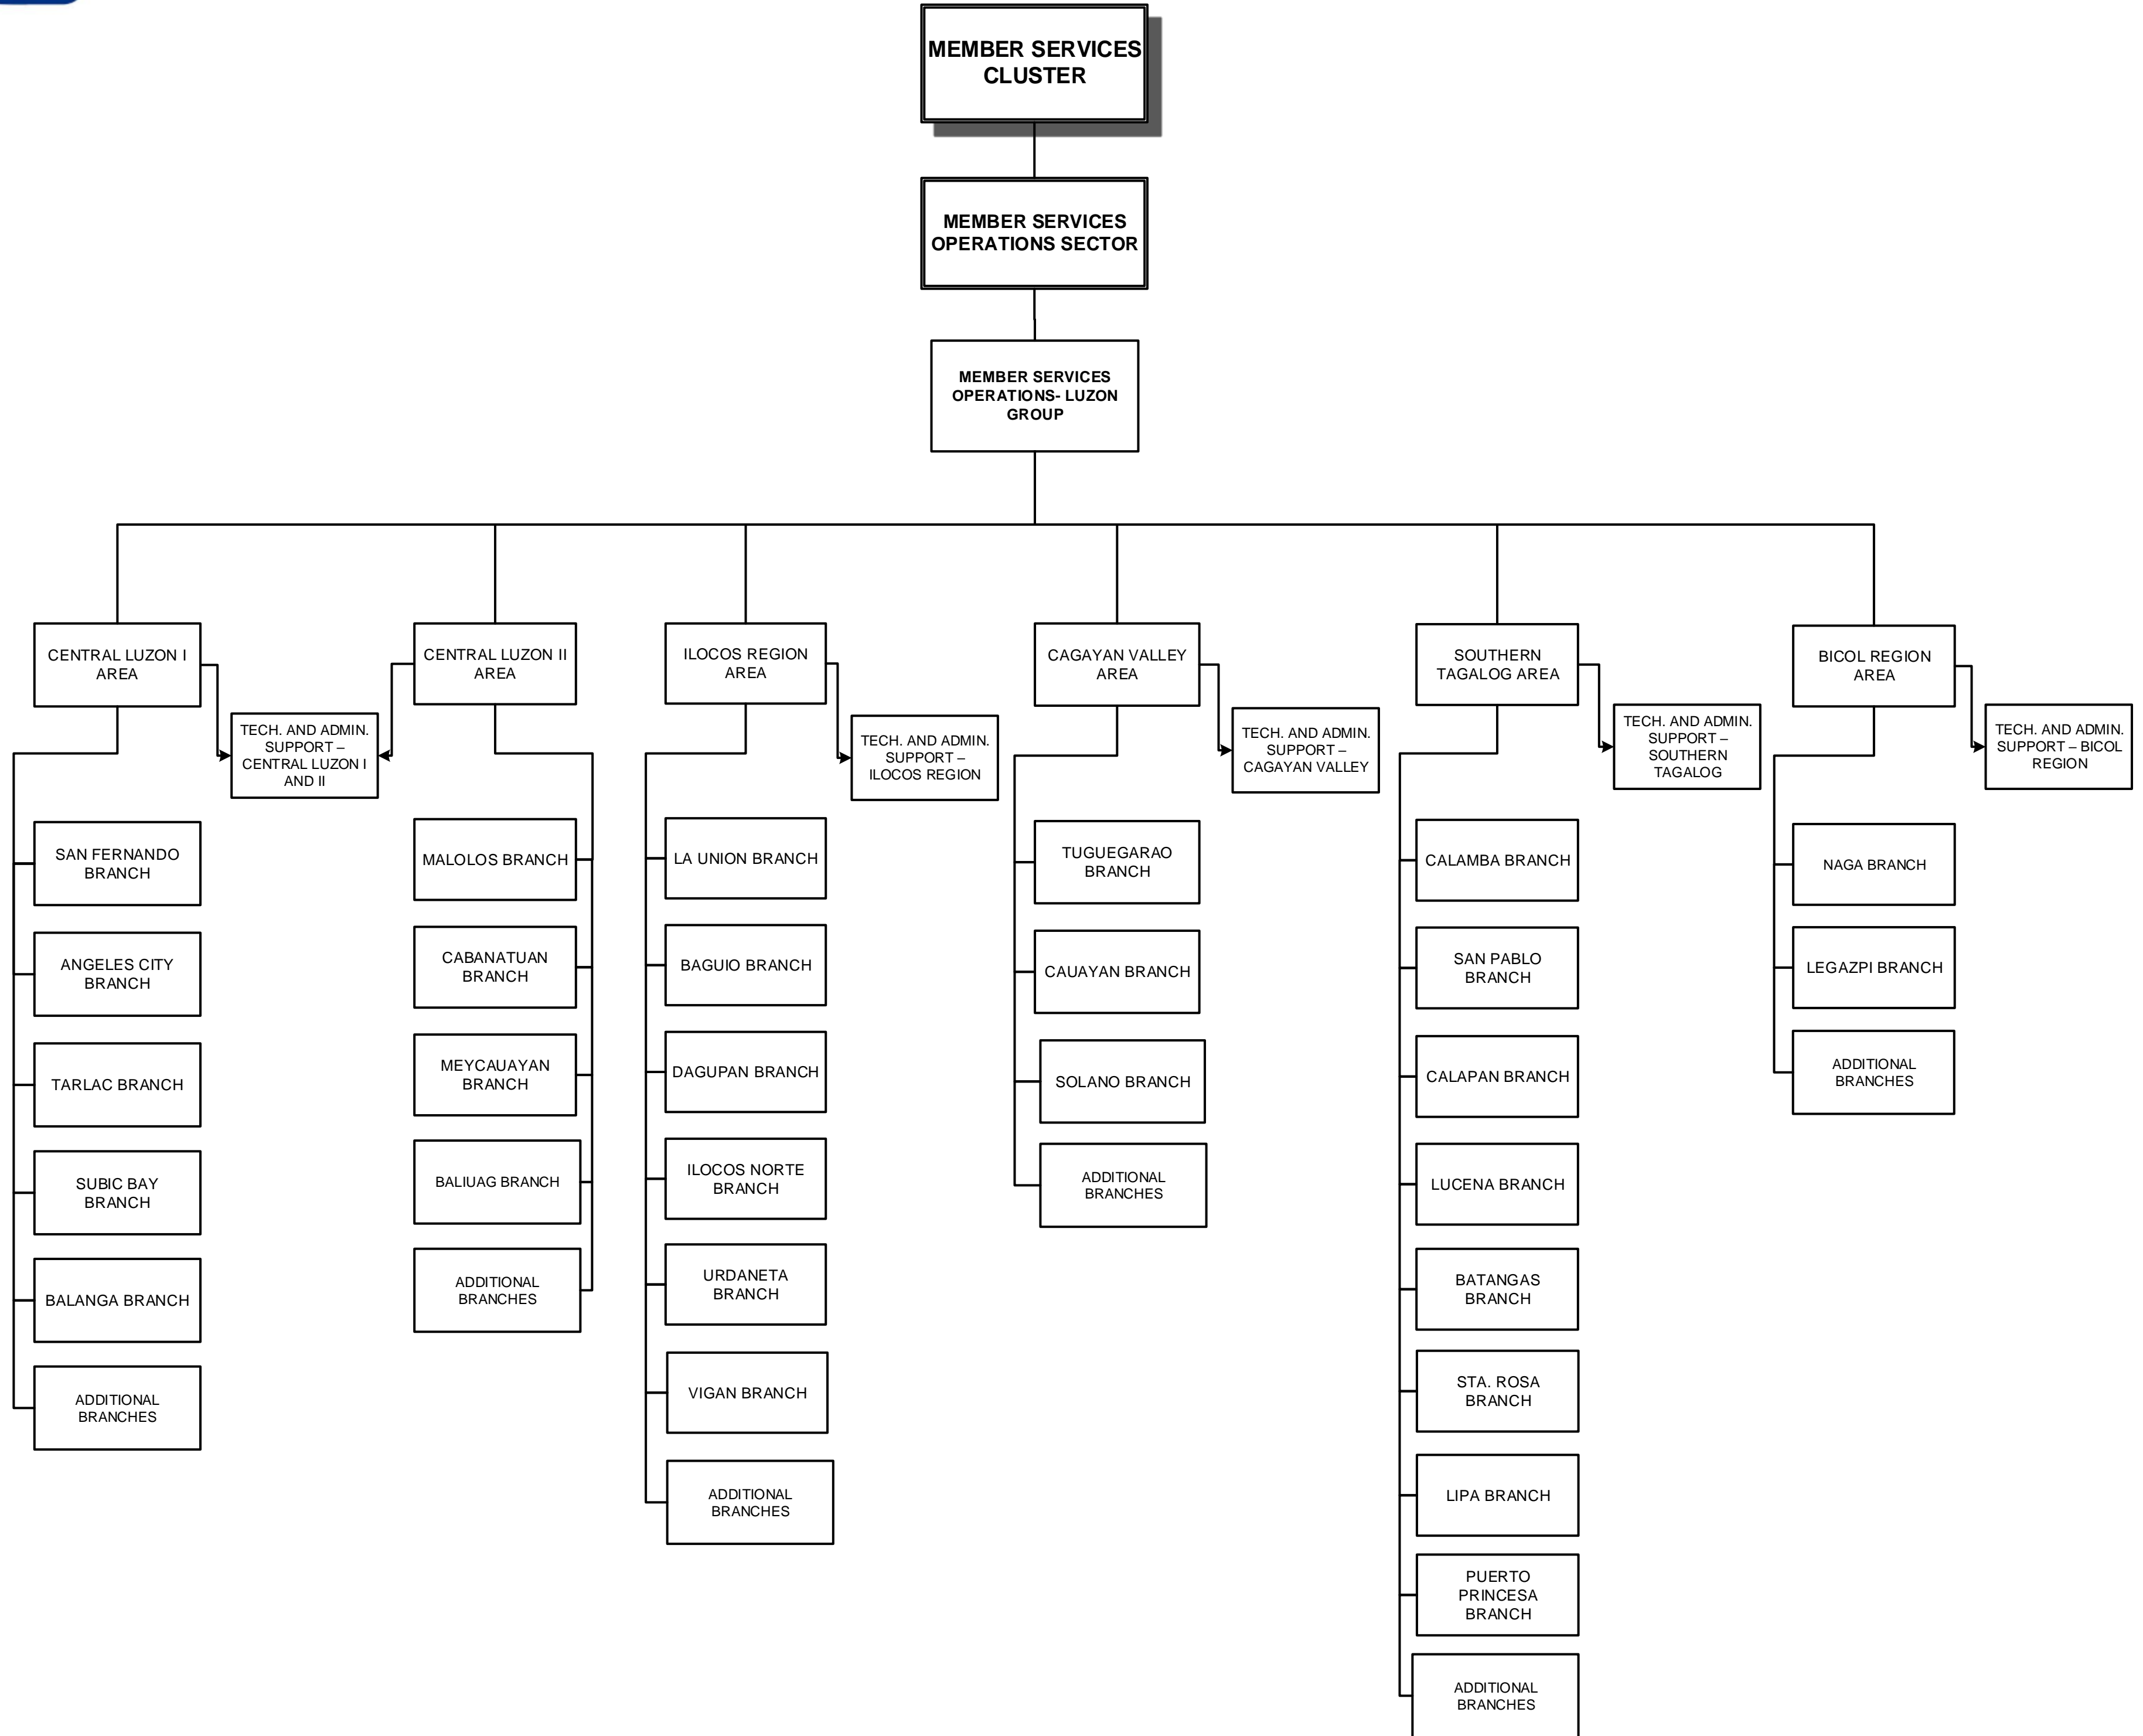 MEMBER SERVICES
CLUSTER
MEMBER SERVICES
OPERATIONS SECTOR
MEMBER SERVICES
OPERATIONS- LUZON
GROUP
CENTRAL LUZON I
AREA
TECH. AND ADMIN.
SUPPORT –
CENTRAL LUZON I
AND II
CENTRAL LUZON II
AREA
ILOCOS REGION
AREA
TECH. AND ADMIN.
SUPPORT –
ILOCOS REGION
CAGAYAN VALLEY
AREA
TECH. AND ADMIN.
SUPPORT –
CAGAYAN VALLEY
SOUTHERN
TAGALOG AREA
TECH. AND ADMIN.
SUPPORT –
SOUTHERN
TAGALOG
BICOL REGION
AREA
TECH. AND ADMIN.
SUPPORT – BICOL
REGION
SAN FERNANDO
BRANCH
ANGELES CITY
BRANCH
TARLAC BRANCH
SUBIC BAY
BRANCH
BALANGA BRANCH
ADDITIONAL
BRANCHES
MALOLOS BRANCH
CABANATUAN
BRANCH
MEYCAUAYAN
BRANCH
BALIUAG BRANCH
ADDITIONAL
BRANCHES
LA UNION BRANCH
BAGUIO BRANCH
DAGUPAN BRANCH
ILOCOS NORTE
BRANCH
URDANETA
BRANCH
VIGAN BRANCH
ADDITIONAL
BRANCHES
TUGUEGARAO
BRANCH
CAUAYAN BRANCH
SOLANO BRANCH
ADDITIONAL
BRANCHES
CALAMBA BRANCH
SAN PABLO
BRANCH
CALAPAN BRANCH
LUCENA BRANCH
BATANGAS
BRANCH
STA. ROSA
BRANCH
LIPA BRANCH
PUERTO
PRINCESA
BRANCH
ADDITIONAL
BRANCHES
NAGA BRANCH
LEGAZPI BRANCH
ADDITIONAL
BRANCHES